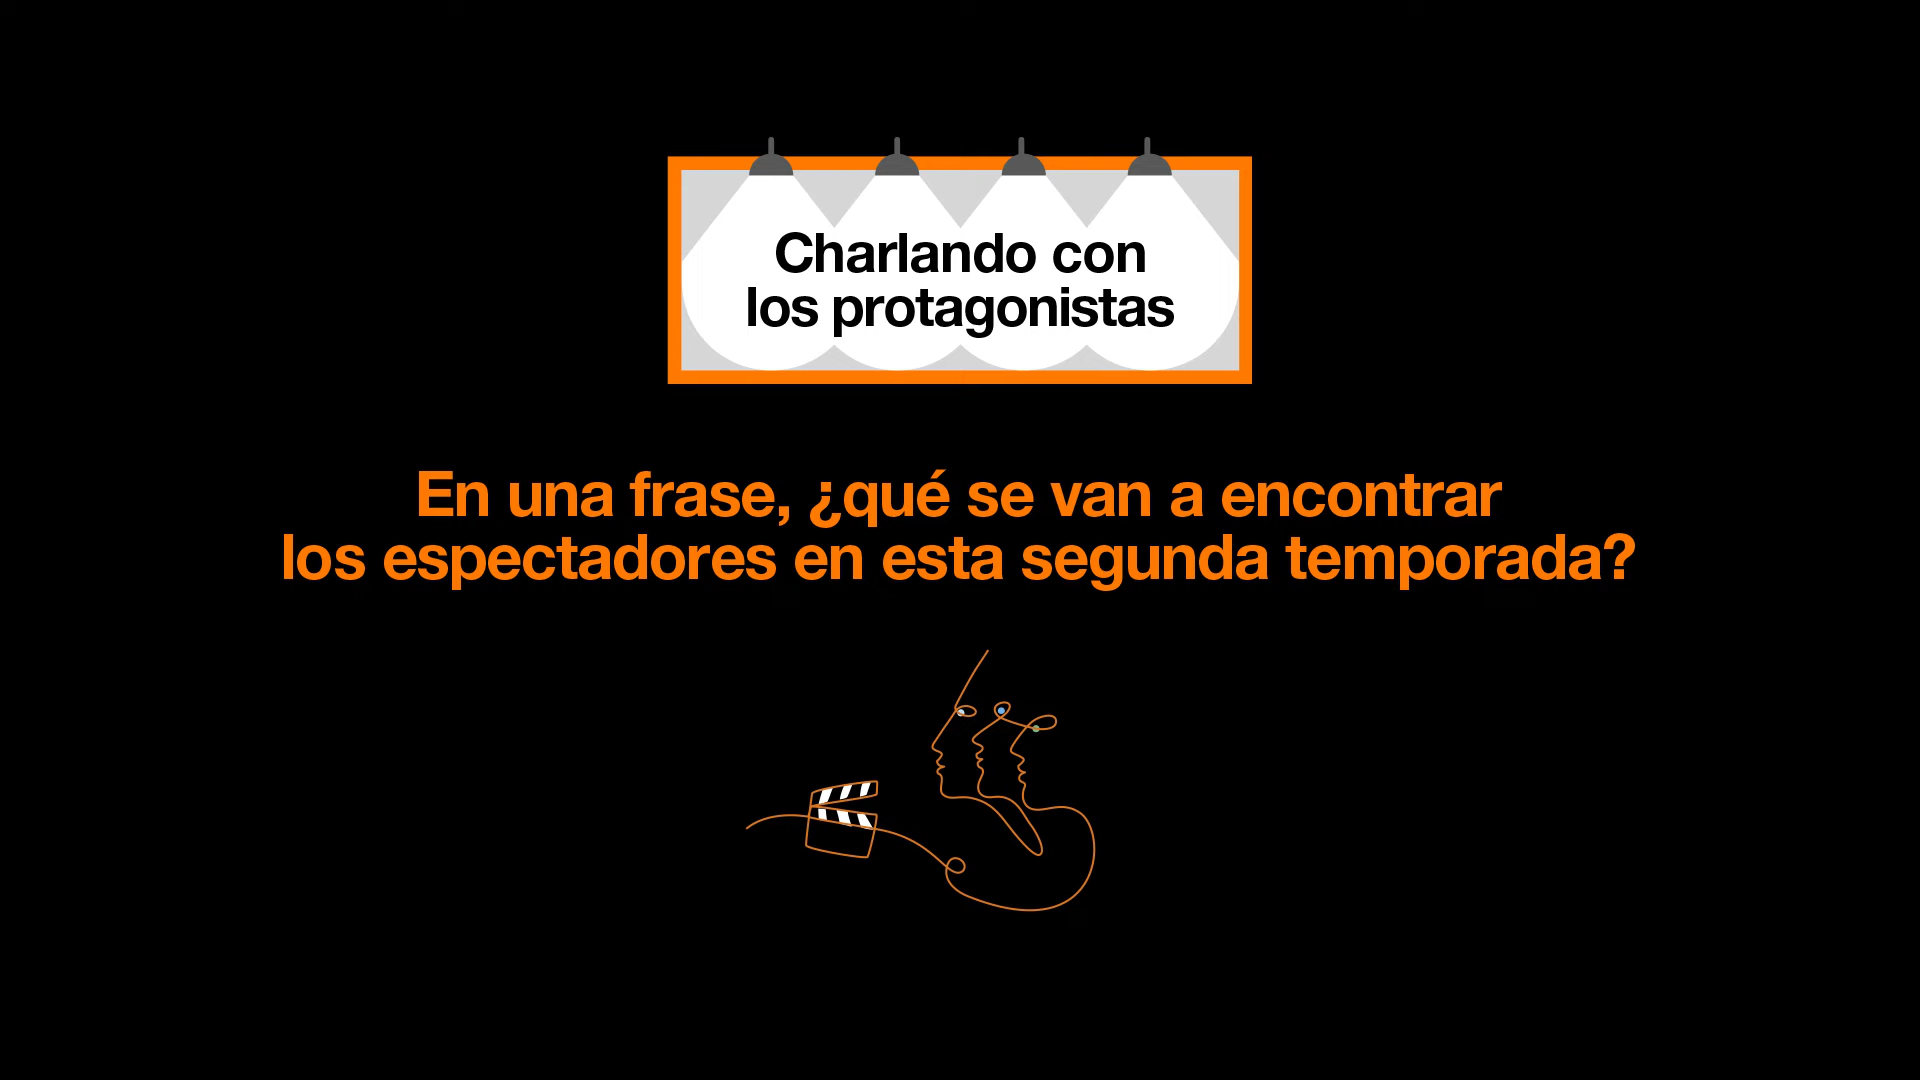 Charlando con
los protagonistas
En una frase, ¿qué se van a encontrar
los espectadores en esta segunda temporada?